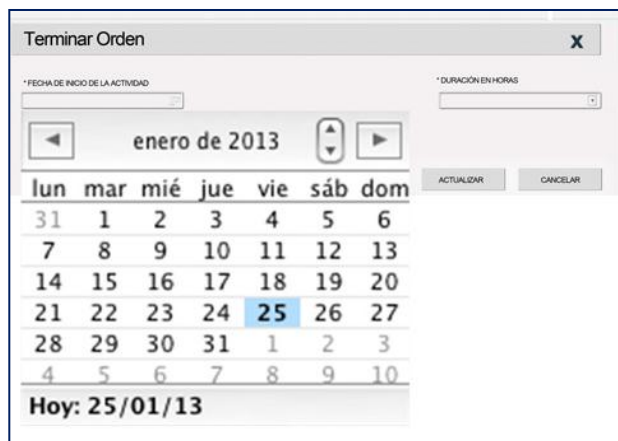 Terminar Orden X
* FECHA DE INICIO DE LA ACTIVIDAD * DURACIÓN EN HORAS
enero de 2013
ACTUALIZAR CANCELAR
lun mar mié jue vie sáb dom
31 1 2 3 4 5 6
7 8 9 10 11 12 13
14 15 16 17 18 19 20
21 22 23 24 25 26 27
28 29 30 31 1 2 3
4 5 6 7 8 9 10
Hoy: 25/01/13